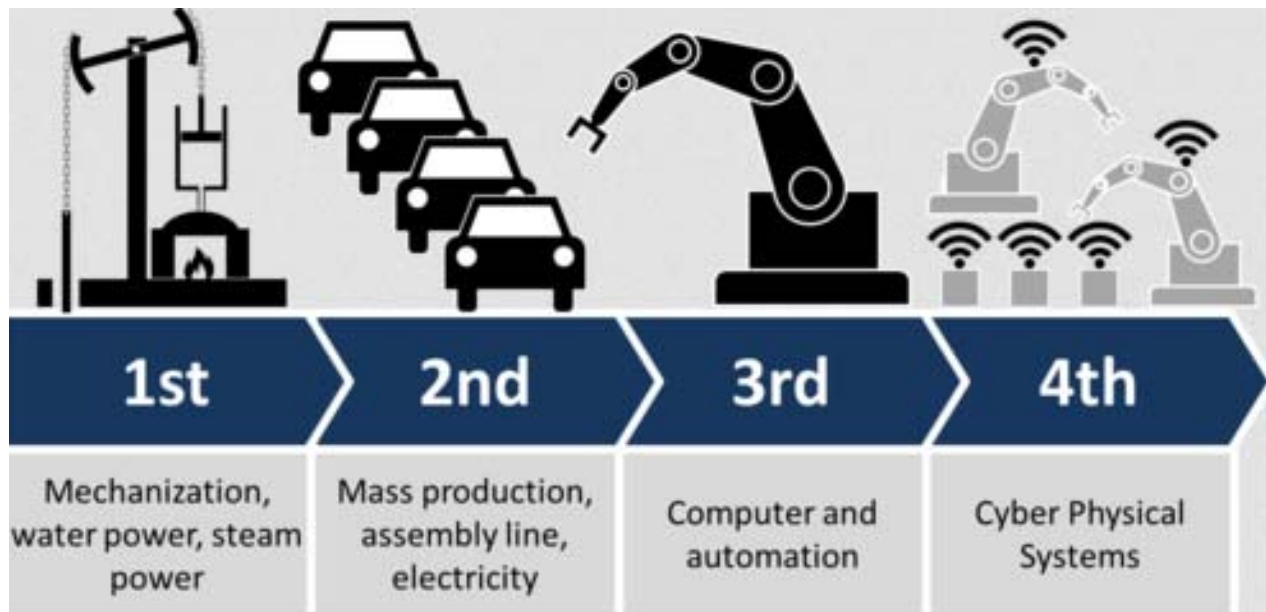 1st
2nd
3rd
4th
Mechanization,
water power, steam
power
Mass production,
assembly line,
electricity
Computer and
automation
Cyber Physical
Systems